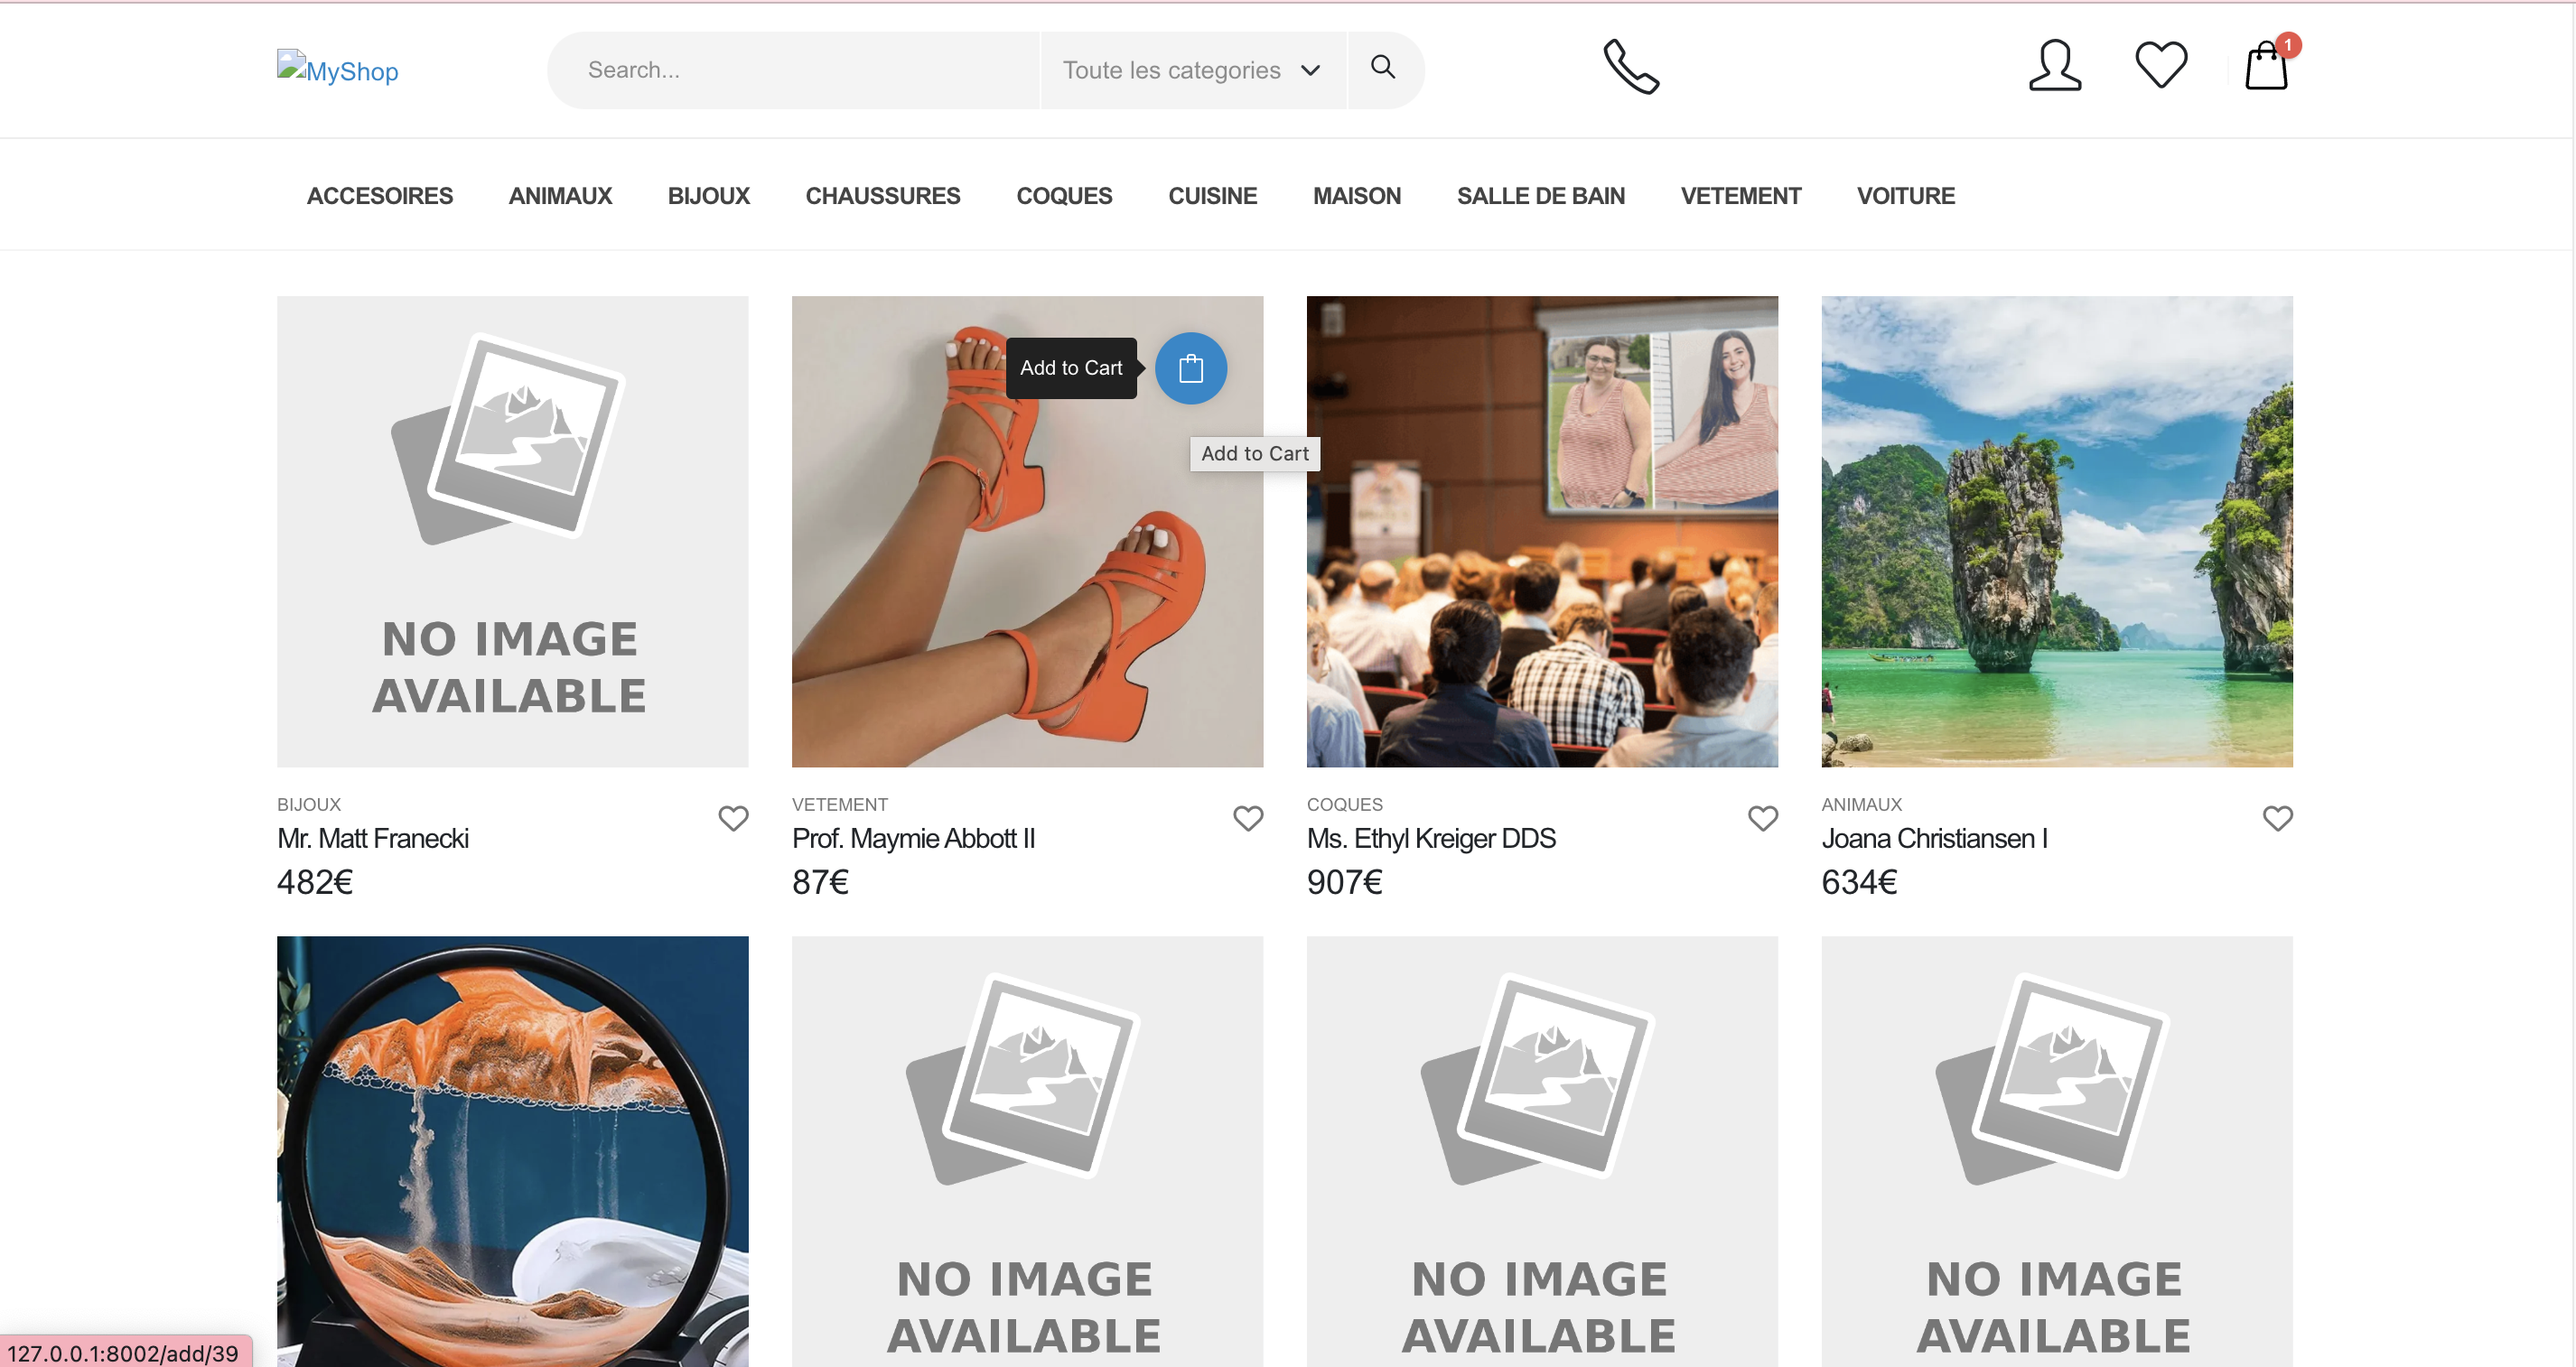 MyShop
Search...
Toute les categories
1
ACCESOIRES ANIMAUX BIJOUX CHAUSSURES COQUES CUISINE MAISON SALLE DE BAIN VETEMENT VOITURE
Add to Cart
Add to Cart
NO IMAGE
AVAILABLE
BIJOUX
Mr. Matt Franecki
482€
VETEMENT
Prof. Maymie Abbott II
87€
COQUES
Ms. Ethyl Kreiger DDS
907€
ANIMAUX
Joana Christiansen I
634€
NO IMAGE
AVAILABLE
NO IMAGE
AVAILABLE
NO IMAGE
AVAILABLE
127.0.0.1:8002/add/39